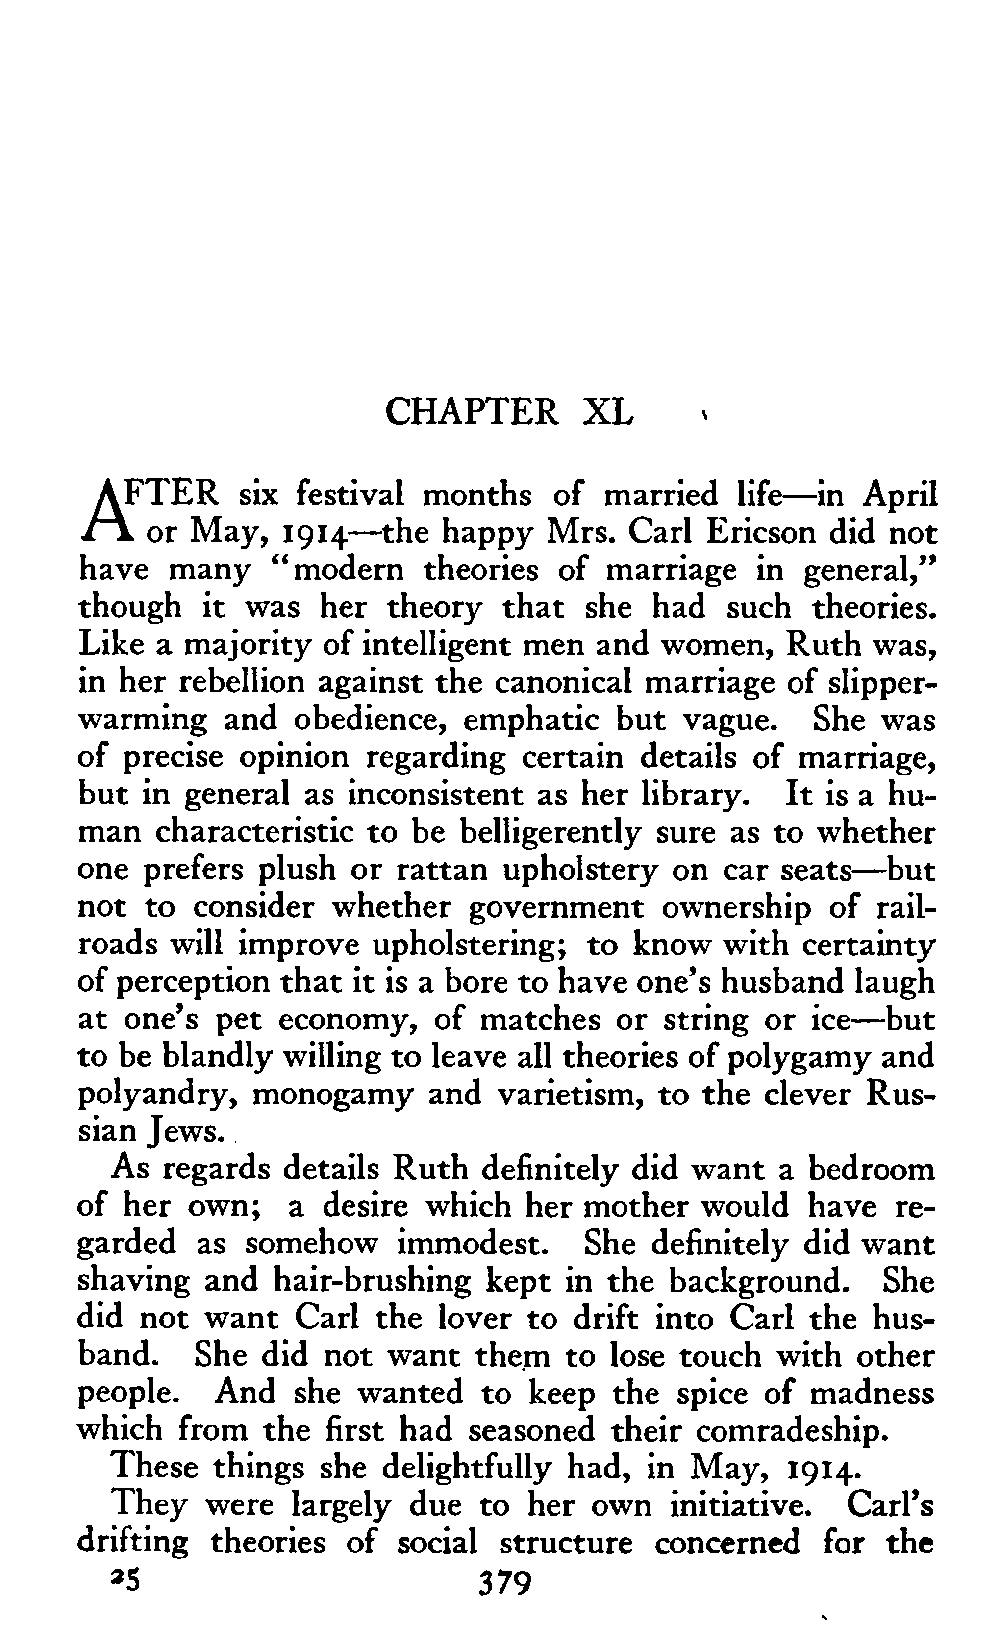 CHAPTER XL
AFTER six festival months of married life—in April
or May, 1914—the happy Mrs. Carl Ericson did not
have many “modern theories of marriage in general,”
though it was her theory that she had such theories.
Like a majority of intelligent men and women, Ruth was,
in her rebellion against the canonical marriage of slipper-
warming and obedience, emphatic but vague. She was
of precise opinion regarding certain details of marriage,
but in general as inconsistent as her library. It is a hu-
man characteristic to be belligerently sure as to whether
one prefers plush or rattan upholstery on car seats—but
not to consider whether government ownership of rail-
roads will improve upholstering; to know with certainty
of perception that it is a bore to have one’s husband laugh
at one’s pet economy, of matches or string or ice—but
to be blandly willing to leave all theories of polygamy and
polyandry, monogamy and varietism, to the clever Rus-
sian Jews.
As regards details Ruth definitely did want a bedroom
of her own; a desire which her mother would have re-
garded as somehow immodest. She definitely did want
shaving and hair-brushing kept in the background. She
did not want Carl the lover to drift into Carl the hus-
band. She did not want them to lose touch with other
people. And she wanted to keep the spice of madness
which from the first had seasoned their comradeship.
These things she delightfully had, in May, 1914.
They were largely due to her own initiative. Carl’s
drifting theories of social structure concerned for the
25 379